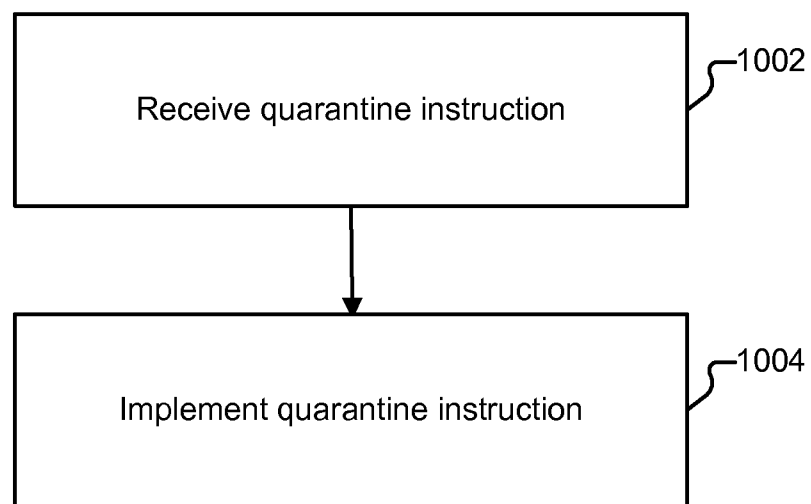 Receive quarantine instruction
1002
Implement quarantine instruction
1004